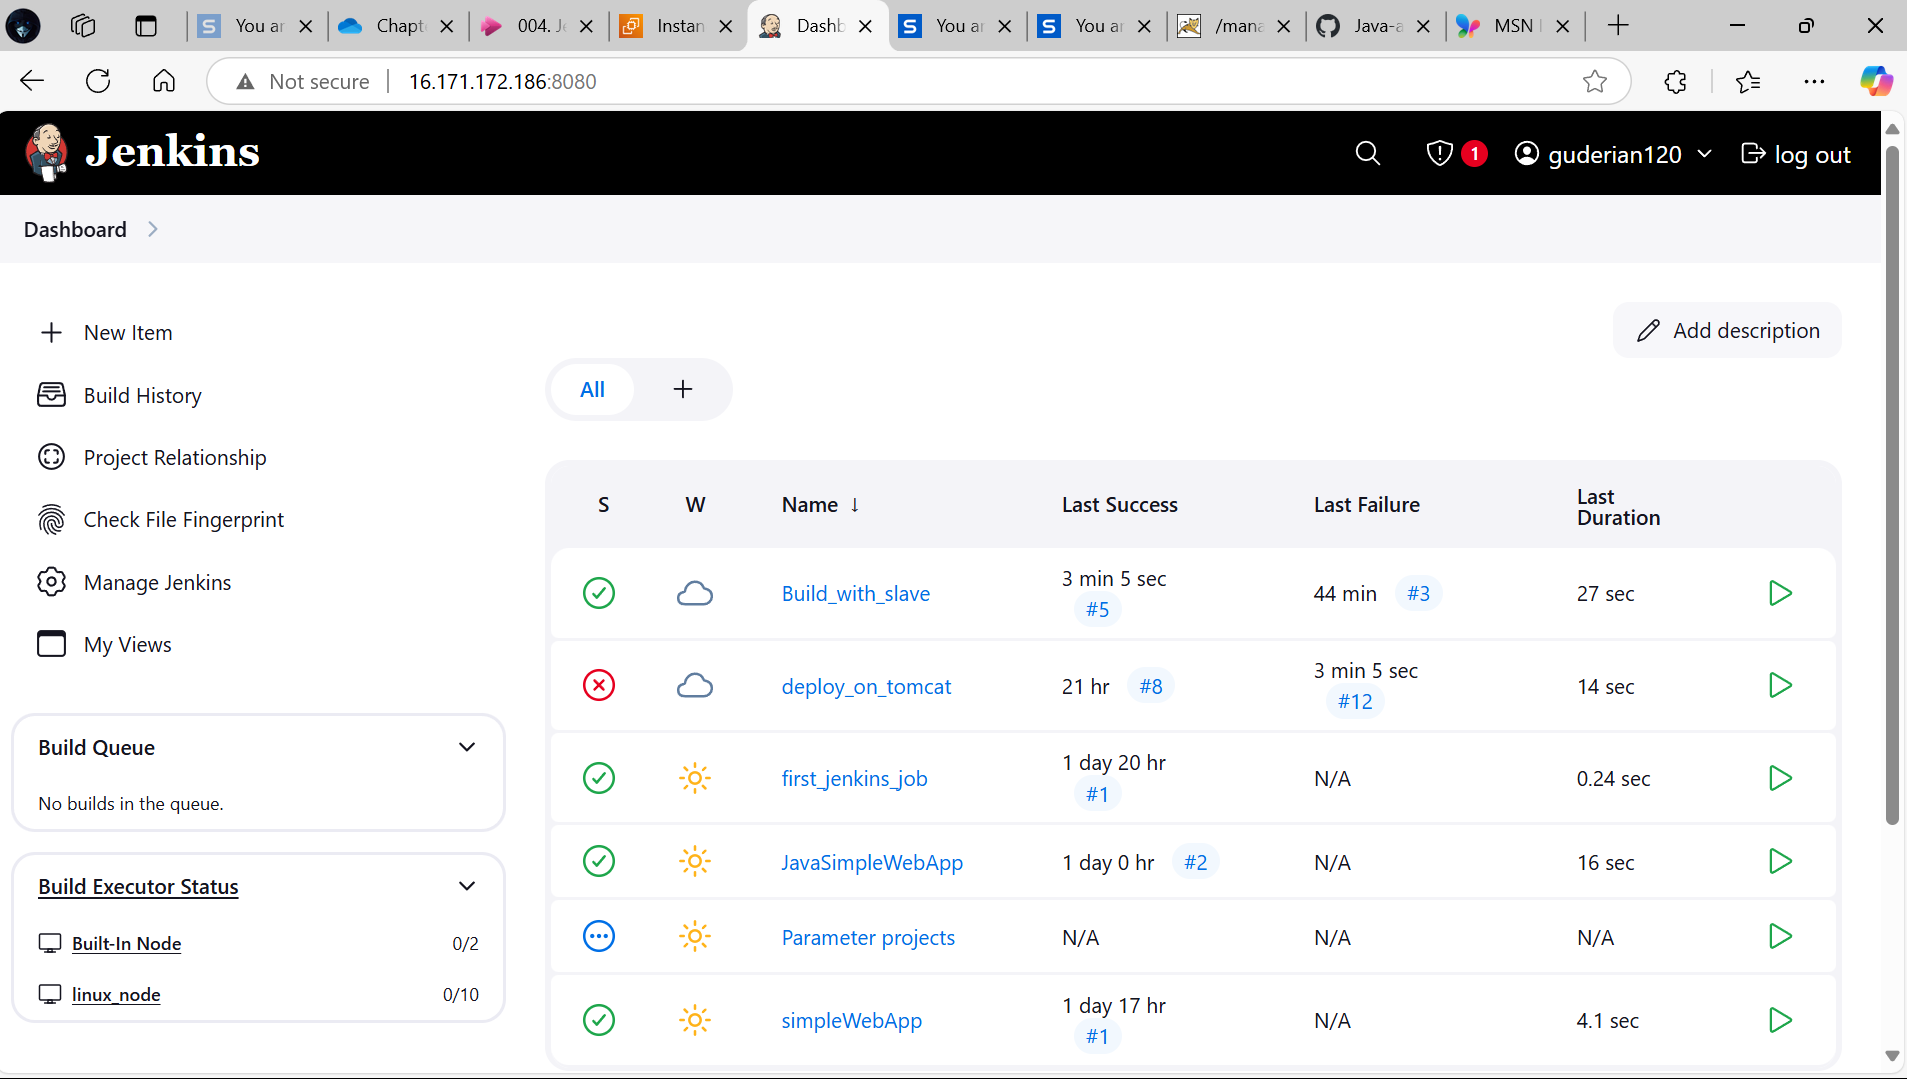 You ar
Chapte
004. Je
Instan
Dashb
You ar
You ar
/mana
Java-a
MSN
Not secure
16.171.172.186:8080
Jenkins
1
guderian120
log out
Dashboard
New Item
Build History
Project Relationship
Check File Fingerprint
Manage Jenkins
My Views
Build Queue
No builds in the queue.
Build Executor Status
Built-In Node 0/2
linux_node 0/10
Add description
All +
S W Name ↓ Last Success Last Failure Last Duration
Build_with_slave 3 min 5 sec #5 44 min #3 27 sec
deploy_on_tomcat 21 hr #8 3 min 5 sec #12 14 sec
first_jenkins_job 1 day 20 hr #1 N/A 0.24 sec
JavaSimpleWebApp 1 day 0 hr #2 N/A 16 sec
Parameter projects N/A N/A N/A
simpleWebApp 1 day 17 hr #1 N/A 4.1 sec